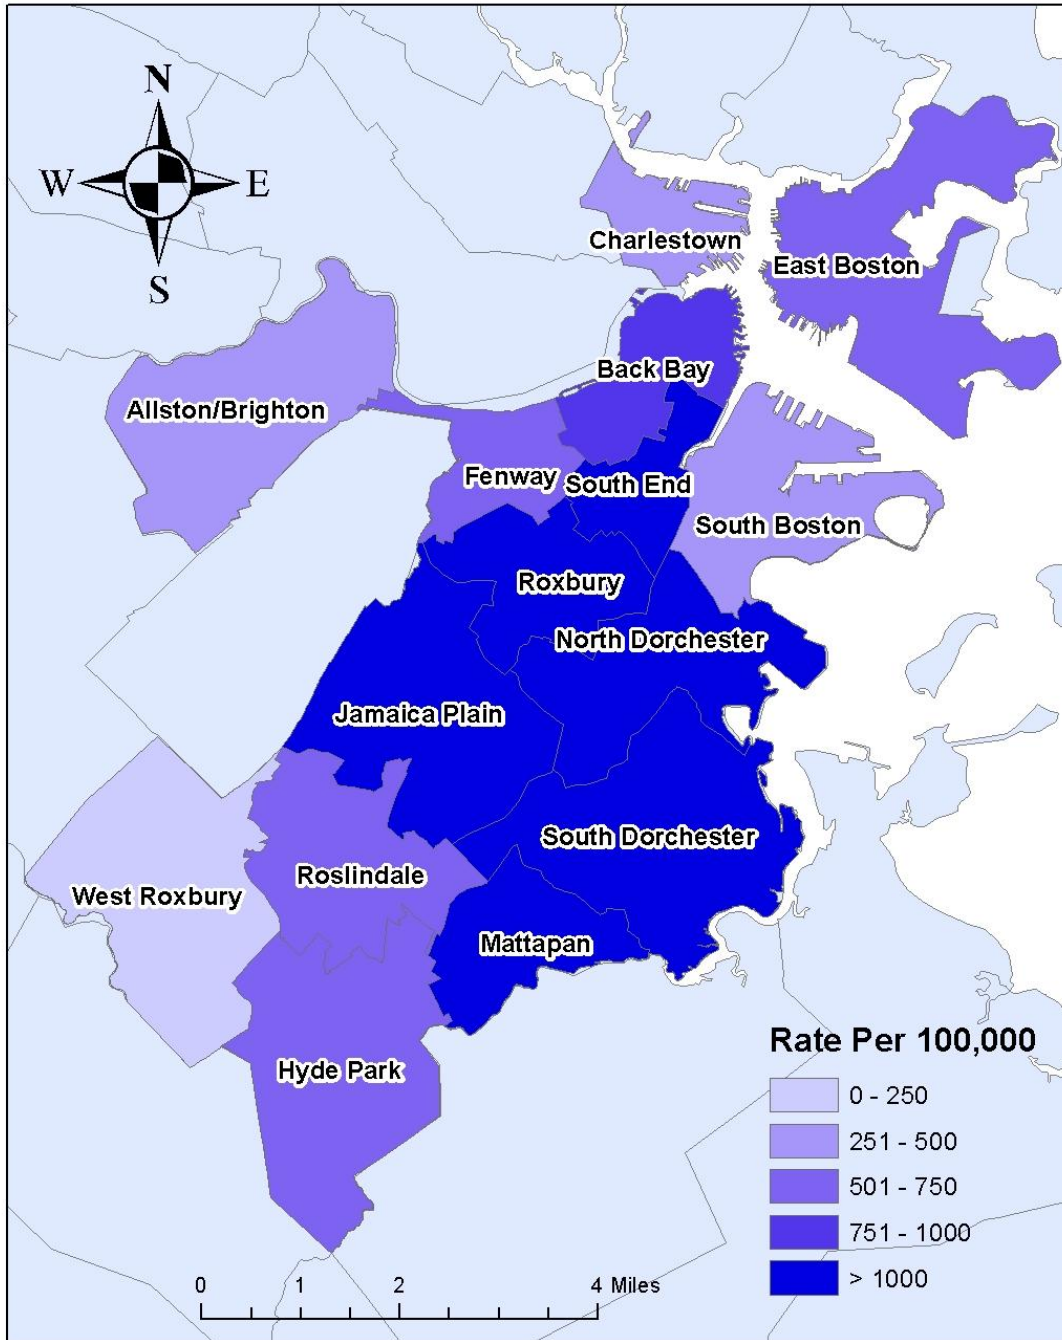 N
W E
S
Charlestown
East Boston
Back Bay
Allston/Brighton
Fenway
South End
South Boston
Roxbury
North Dorchester
Jamaica Plain
South Dorchester
Roslindale
West Roxbury
Mattapan
Hyde Park
Rate Per 100,000
0 - 250
251 - 500
501 - 750
751 - 1000
> 1000
0 1 2 4 Miles